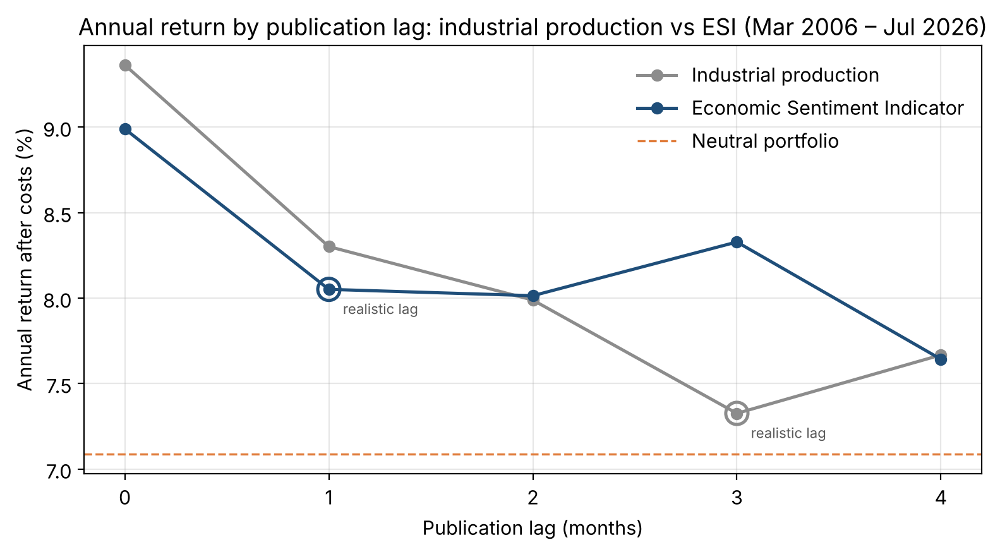 Annual return by publication lag: industrial production vs ESI (Mar 2006 – Jul 2026)
Industrial production
Economic Sentiment Indicator
Neutral portfolio
Annual return after costs (%)
9.0
8.5
8.0
7.5
7.0
realistic lag
realistic lag
0 1 2 3 4
Publication lag (months)